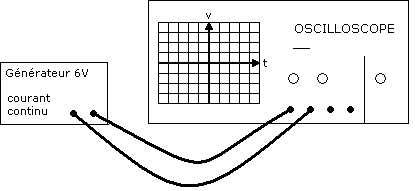 v
OSCILLOSCOPE
t
Générateur 6V
courant
continu